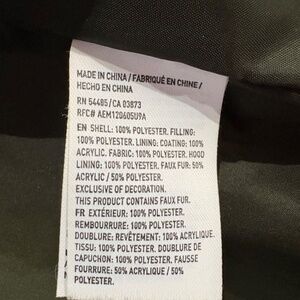 MADE IN CHINA / FABRIQUÉ EN CHINE /
HECHO EN CHINA
RN 54485 / CA 03873
RFC# AEM120605U9A
EN SHELL: 100% POLYESTER. FILLING:
100% POLYESTER. LINING: COATING: 100%
ACRYLIC. FABRIC: 100% POLYESTER. HOOD
LINING: 100% POLYESTER. FAUX FUR: 50%
ACRYLIC / 50% POLYESTER.
EXCLUSIVE OF DECORATION.
THIS PRODUCT CONTAINS FAUX FUR.
FR EXTÉRIEUR: 100% POLYESTER.
REMBOURRURE: 100% POLYESTER.
DOUBLURE: REVÊTEMENT: 100% ACRYLIQUE.
TISSU: 100% POLYESTER. DOUBLURE DE
CAPUCHON: 100% POLYESTER. FAUSSE
FOURRURE: 50% ACRYLIQUE / 50%
POLYESTER.